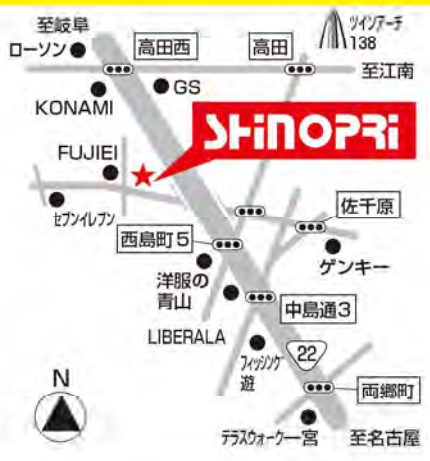 至岐阜
ローソン
高田西
高田
ツインアーチ
138
至江南
KONAMI
GS
SHiNOPRi
FUJIEI
セブンイレブン
佐千原
西島町5
ゲンキー
洋服の
青山
中島通3
LIBERALA
フィッシング
遊
22
両郷町
N
テラスウォーク一宮
至名古屋